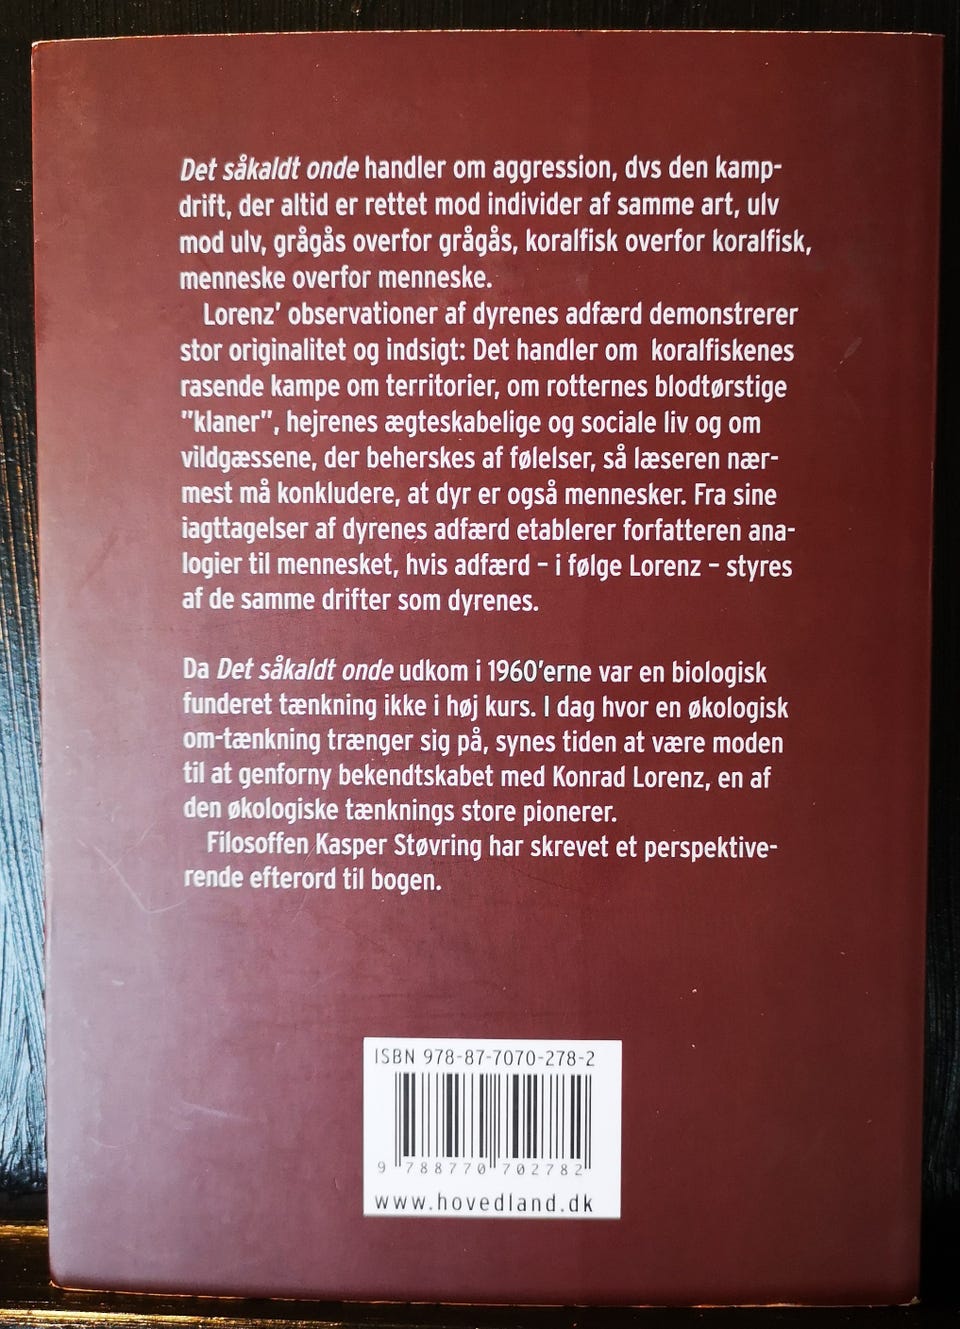 Det såkaldt onde handler om aggression, dvs den kamp-
drift, der altid er rettet mod individer af samme art, ulv
mod ulv, grågås overfor grågås, koralfisk overfor koralfisk,
menneske overfor menneske.
Lorenz' observationer af dyrenes adfærd demonstrerer
stor originalitet og indsigt: Det handler om koralfiskenes
rasende kampe om territorier, om rotternes blodtørstige
"klaner", hejrenes ægteskabelige og sociale liv og om
vildgæssene, der beherskes af følelser, så læseren nær-
mest må konkludere, at dyr er også mennesker. Fra sine
iagttagelser af dyrenes adfærd etablerer forfatteren ana-
logier til mennesket, hvis adfærd – i følge Lorenz – styres
af de samme drifter som dyrenes.
Da Det såkaldt onde udkom i 1960'erne var en biologisk
funderet tænkning ikke i høj kurs. I dag hvor en økologisk
om-tænkning trænger sig på, synes tiden at være moden
til at genforny bekendtskabet med Konrad Lorenz, en af
den økologiske tænknings store pionerer.
Filosoffen Kasper Støvring har skrevet et perspektive-
rende efterord til bogen.
ISBN 978-87-7070-278-2
9 788770 702782
www.hovedland.dk